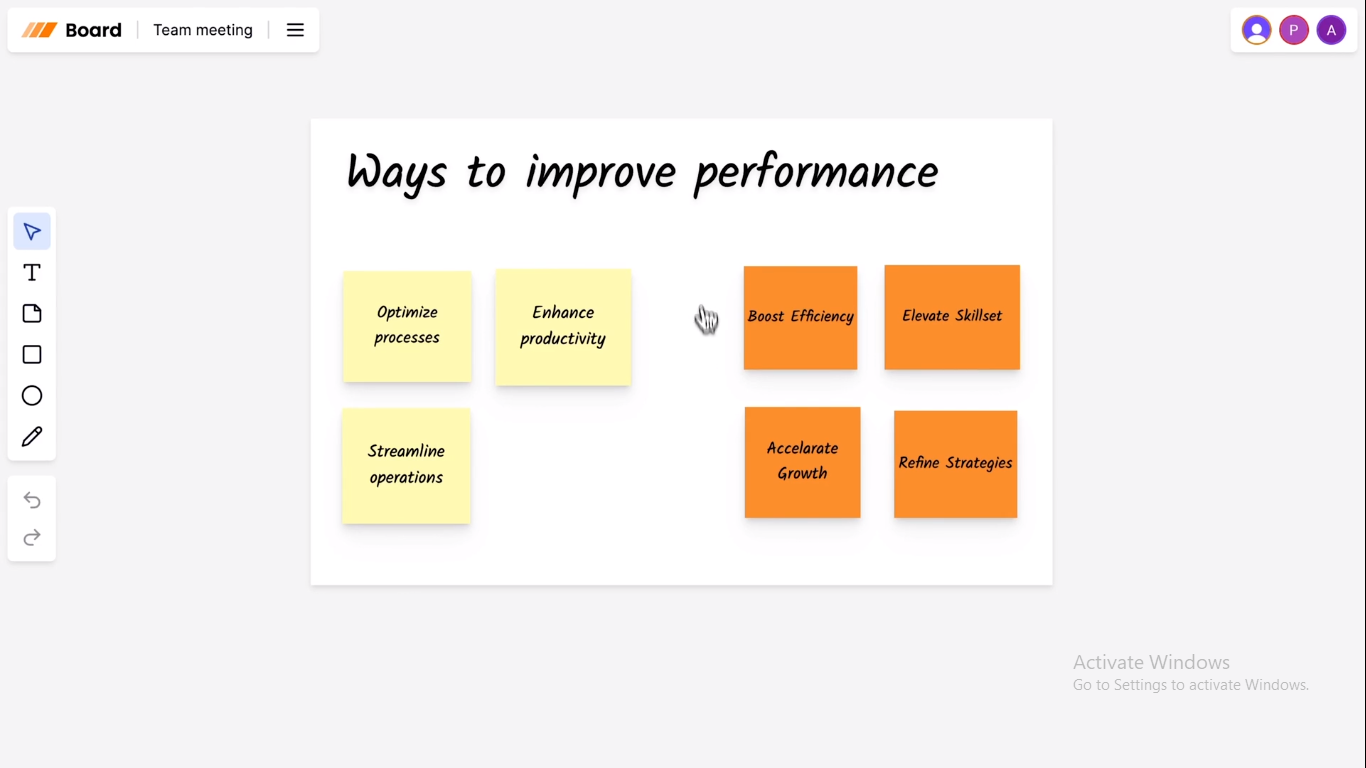 Board
Team meeting
P
A
Ways to improve performance
Optimize
processes
Enhance
productivity
Boost Efficiency
Elevate Skillset
Streamline
operations
Accelarate
Growth
Refine Strategies
T
Activate Windows
Go to Settings to activate Windows.